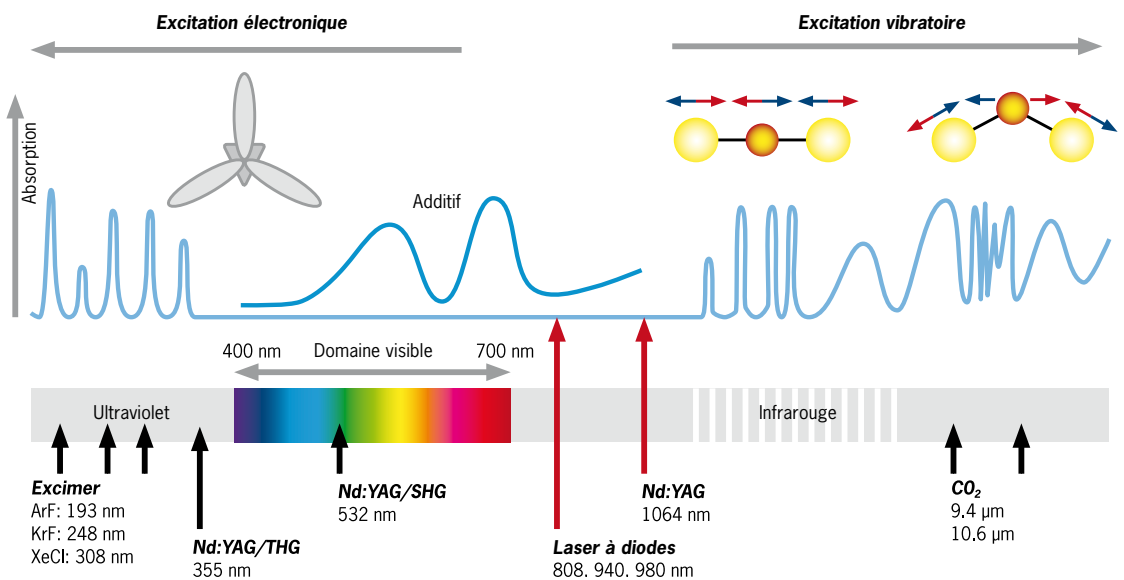 Excitation électronique
Excitation vibratoire
Absorption
Additif
400 nm
Domaine visible
700 nm
Ultraviolet
Infrarouge
Excimer
ArF: 193 nm
KrF: 248 nm
XeCl: 308 nm
Nd:YAG/THG
355 nm
Nd:YAG/SHG
532 nm
Laser à diodes
808, 940, 980 nm
Nd:YAG
1064 nm
CO₂
9.4 µm
10.6 µm